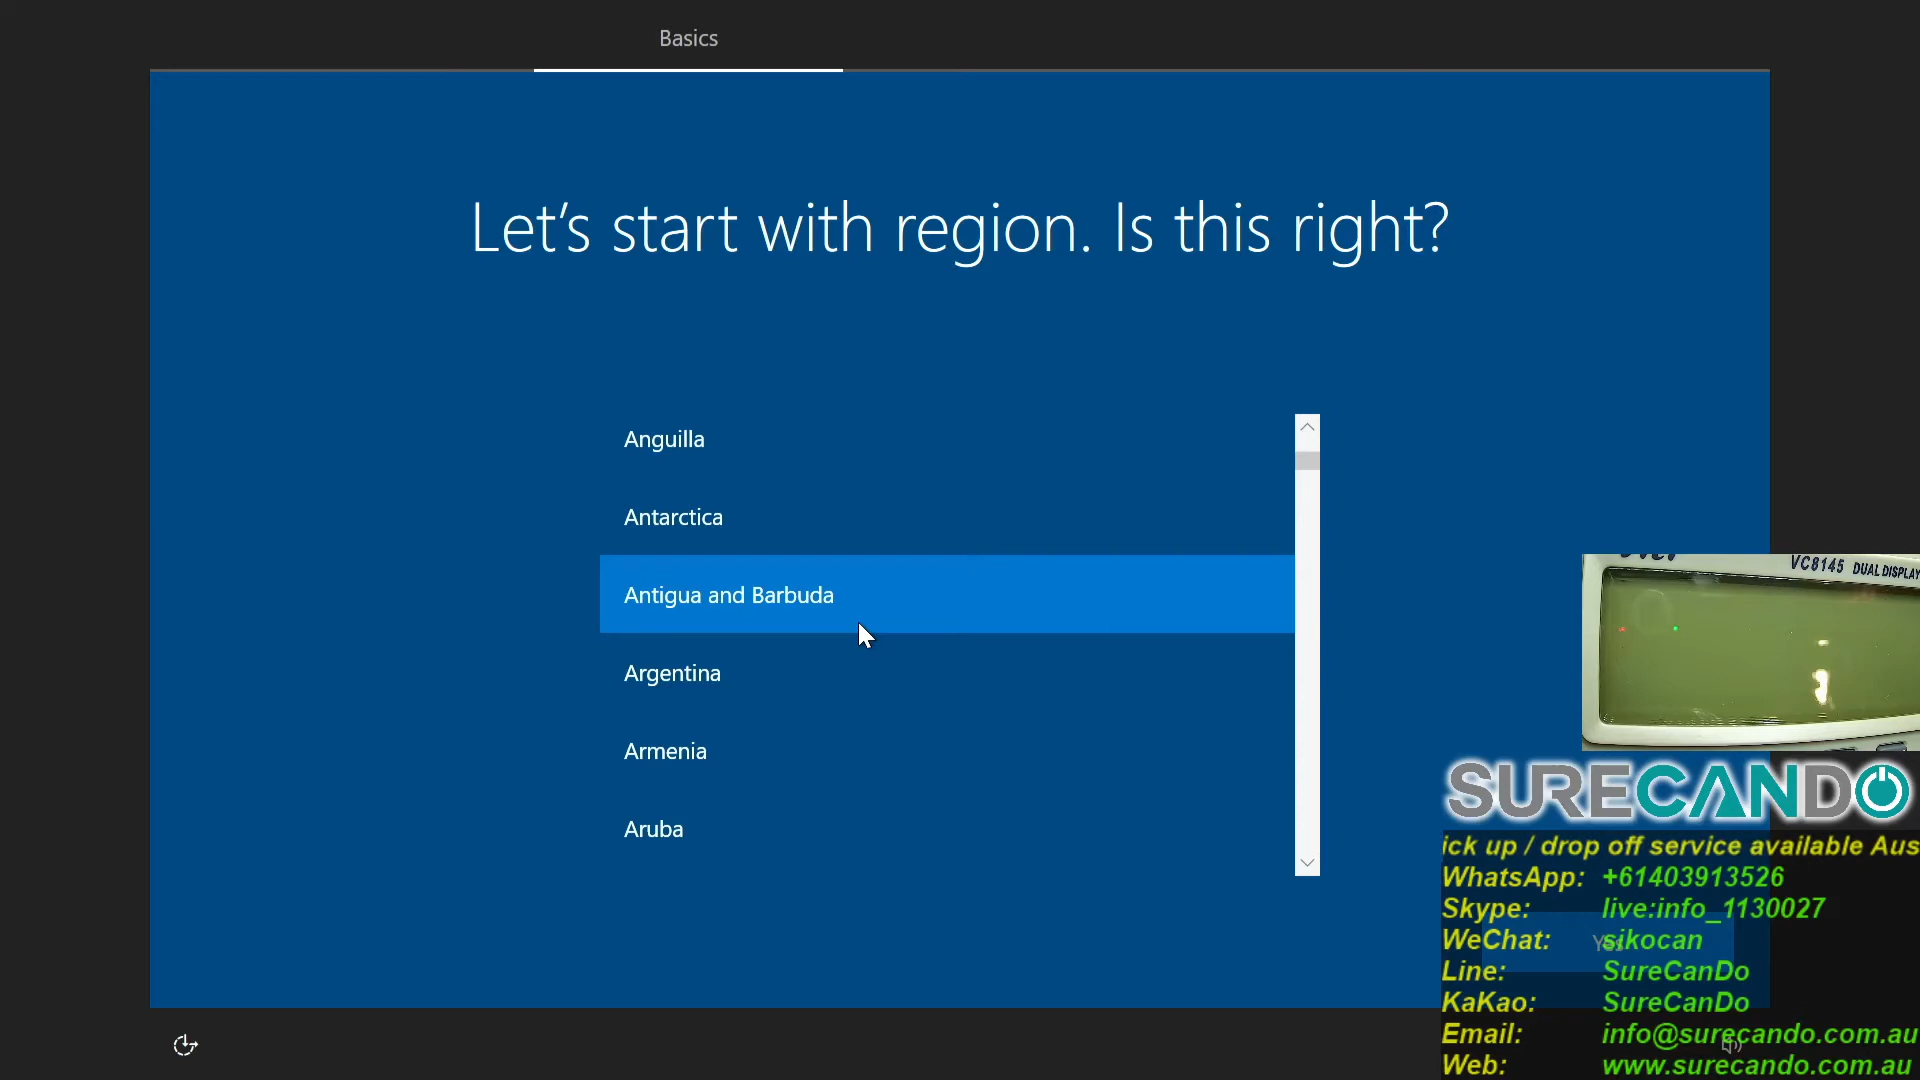 Basics
Let's start with region. Is this right?
Anguilla
Antarctica
Antigua and Barbuda
Argentina
Armenia
Aruba
VC8145 DUAL DISPLAY
SURECANDO
ick up / drop off service available Aus
WhatsApp: +61403913526
Skype: live:info_1130027
WeChat: sikocan
Yes
Line: SureCanDo
KaKao: SureCanDo
Email: info@surecando.com.au
Web: www.surecando.com.au